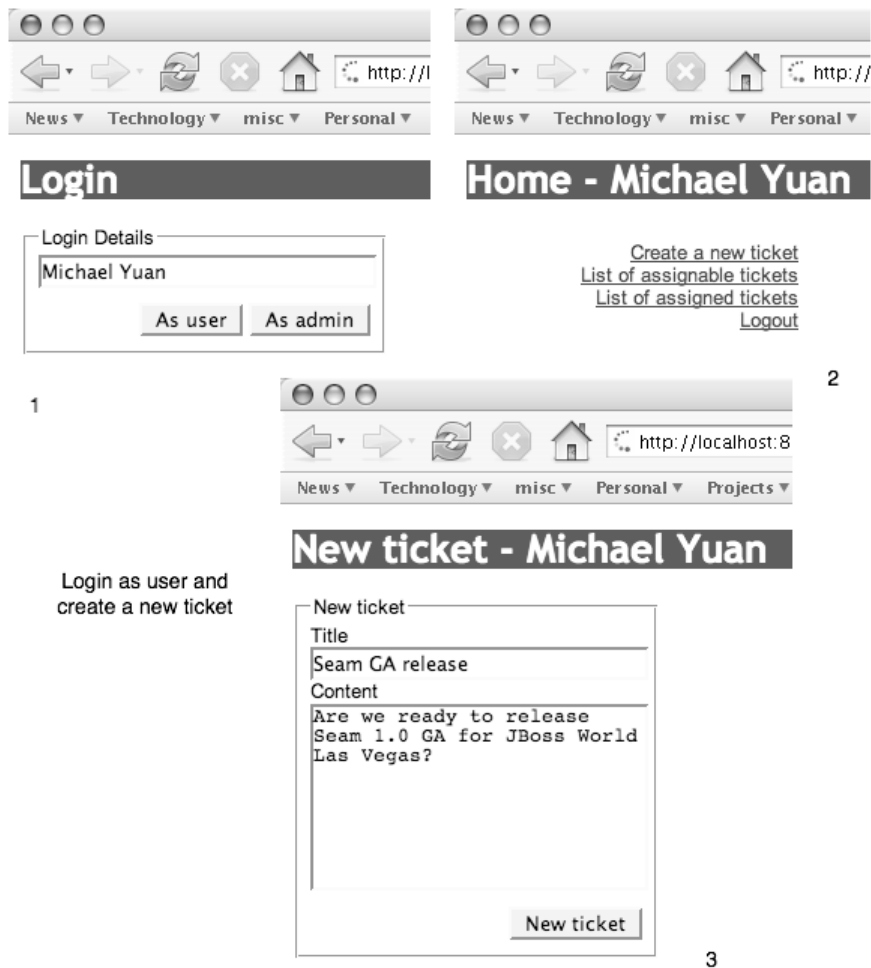 http://l
News ▼ Technology ▼ misc ▼ Personal ▼
Login
Login Details
Michael Yuan
As user As admin
1
http://
News ▼ Technology ▼ misc ▼ Personal ▼
Home - Michael Yuan
Create a new ticket
List of assignable tickets
List of assigned tickets
Logout
2
Login as user and
create a new ticket
http://localhost:8
News ▼ Technology ▼ misc ▼ Personal ▼ Projects ▼
New ticket - Michael Yuan
New ticket
Title
Seam GA release
Content
Are we ready to release
Seam 1.0 GA for JBoss World
Las Vegas?
New ticket
3